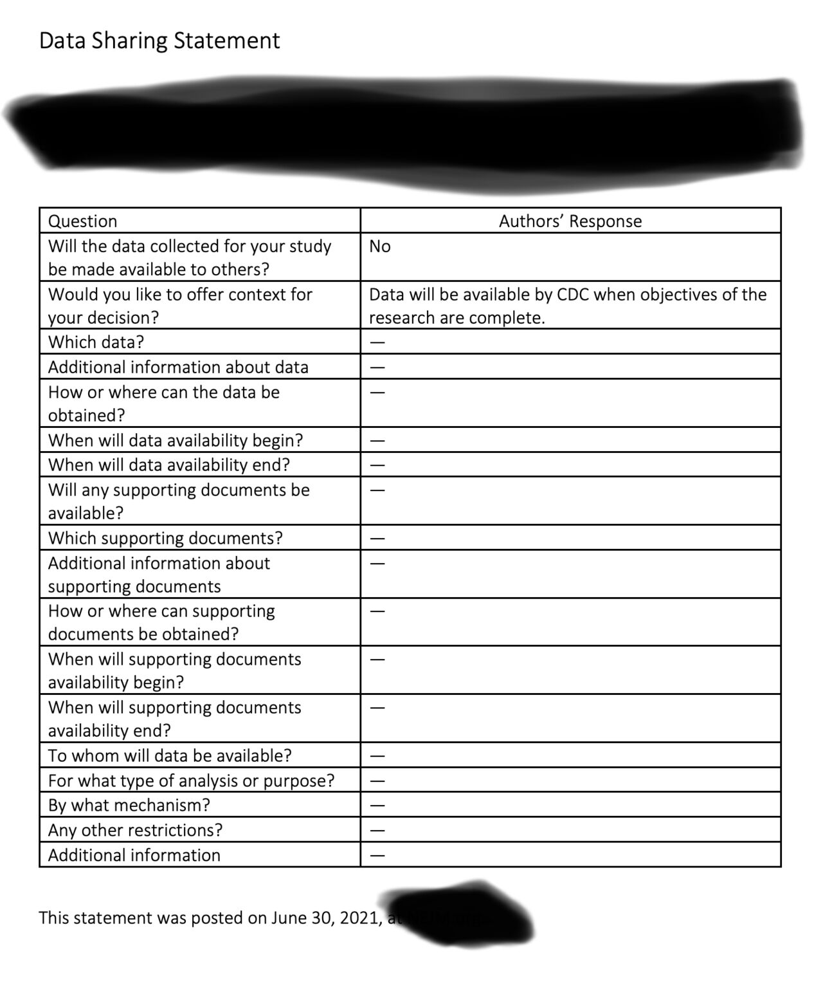 Data Sharing Statement
Question
Authors’ Response
Will the data collected for your study
be made available to others?
No
Would you like to offer context for
your decision?
Data will be available by CDC when objectives of the
research are complete.
Which data?
—
Additional information about data
—
How or where can the data be
obtained?
—
When will data availability begin?
—
When will data availability end?
—
Will any supporting documents be
available?
—
Which supporting documents?
—
Additional information about
supporting documents
—
How or where can supporting
documents be obtained?
—
When will supporting documents
availability begin?
—
When will supporting documents
availability end?
—
To whom will data be available?
—
For what type of analysis or purpose?
—
By what mechanism?
—
Any other restrictions?
—
Additional information
—
This statement was posted on June 30, 2021, at